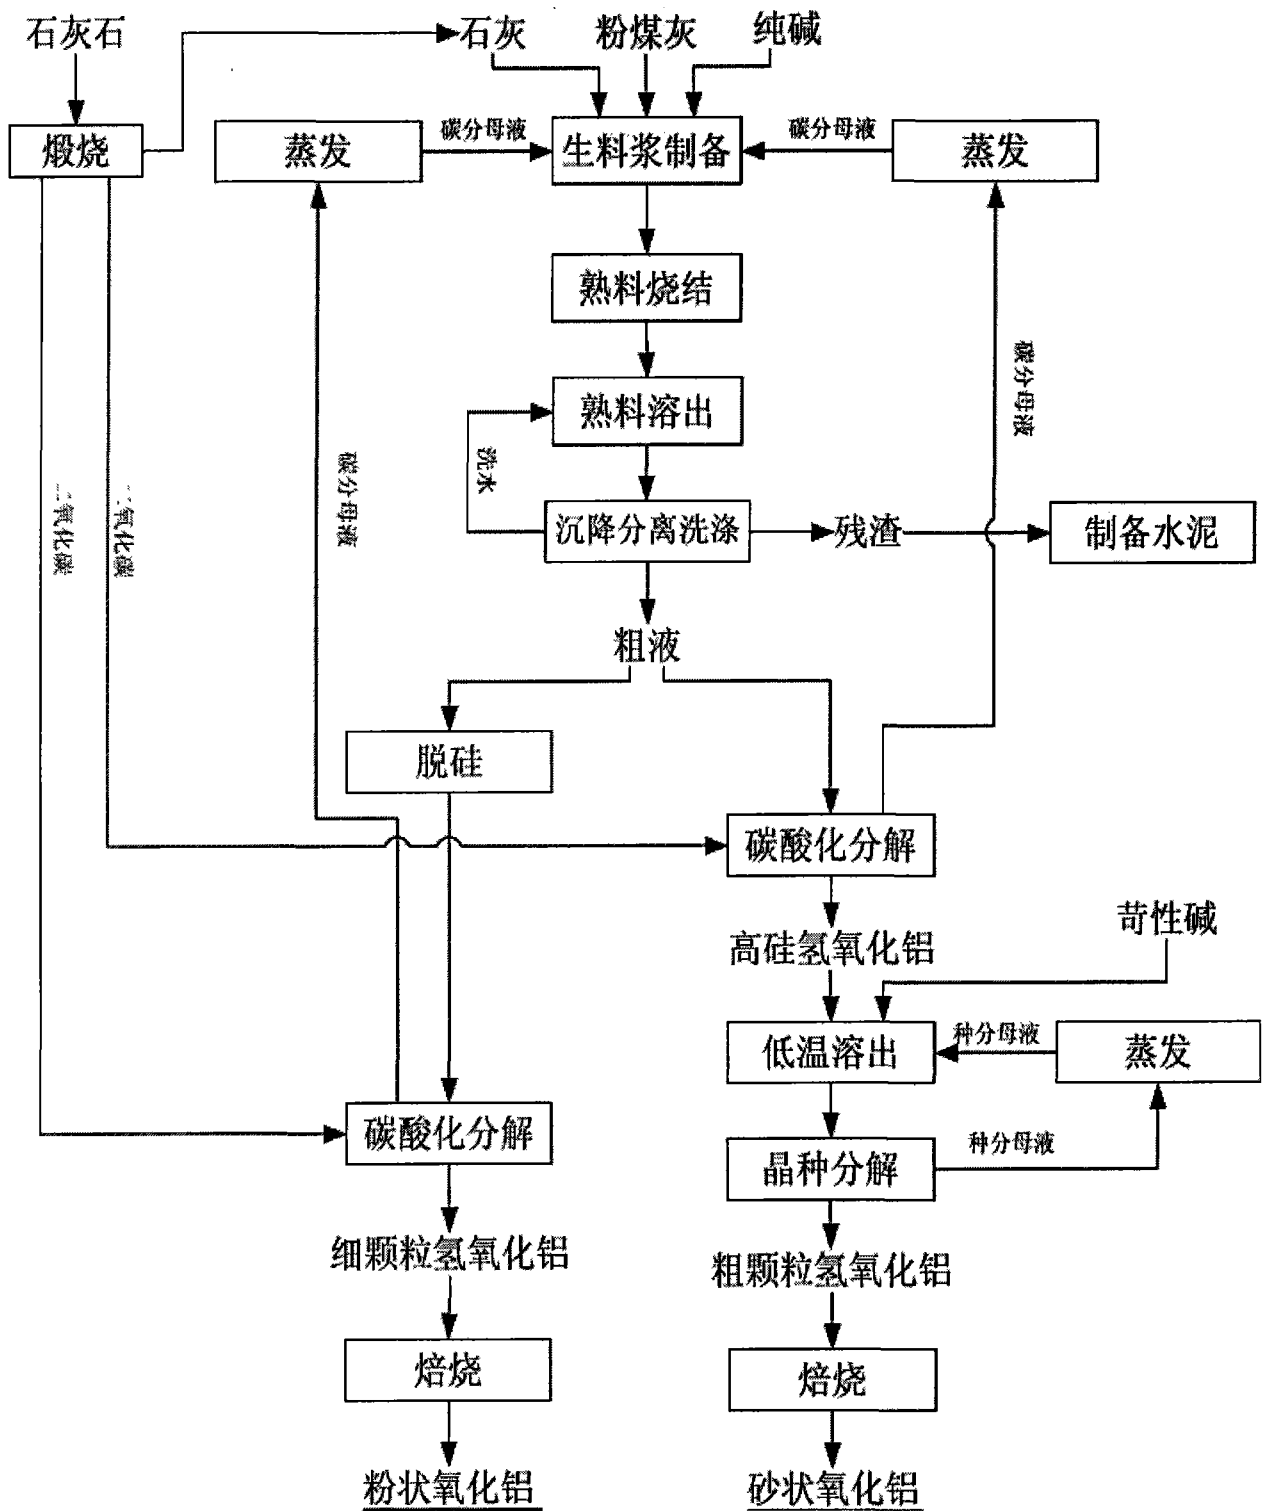 石灰石
石灰
粉煤灰
纯碱
煅烧
蒸发
碳分母液
生料浆制备
碳分母液
蒸发
熟料烧结
熟料溶出
洗水
碳分母液
碳分母液
二氧化碳
二氧化碳
沉降分离洗涤
残渣
制备水泥
粗液
脱硅
碳酸化分解
苛性碱
高硅氢氧化铝
低温溶出
种分母液
蒸发
碳酸化分解
晶种分解
种分母液
细颗粒氢氧化铝
粗颗粒氢氧化铝
焙烧
焙烧
粉状氧化铝
砂状氧化铝